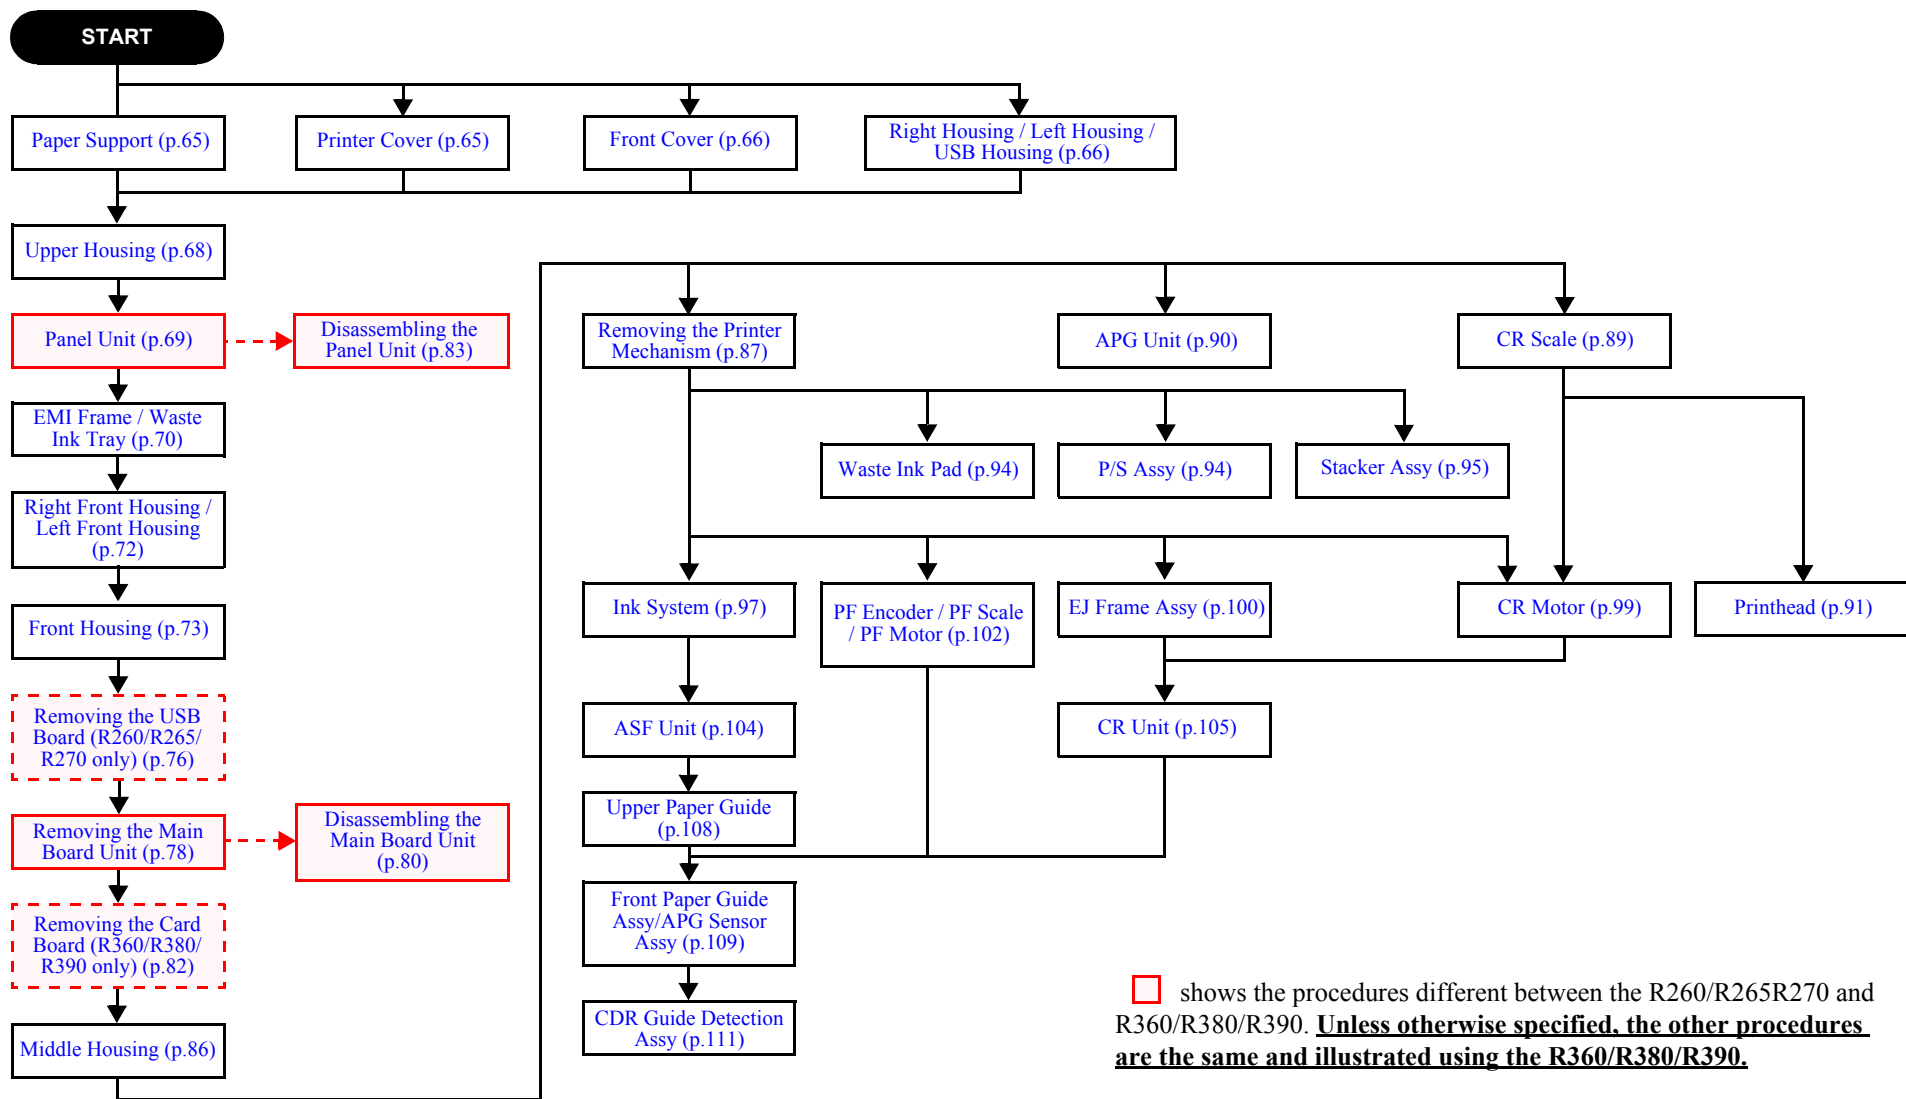 START
Paper Support (p.65)
Printer Cover (p.65)
Front Cover (p.66)
Right Housing / Left Housing /
USB Housing (p.66)
Upper Housing (p.68)
Panel Unit (p.69)
Disassembling the
Panel Unit (p.83)
EMI Frame / Waste
Ink Tray (p.70)
Right Front Housing /
Left Front Housing
(p.72)
Front Housing (p.73)
Removing the USB
Board (R260/R265/
R270 only) (p.76)
Removing the Main
Board Unit (p.78)
Disassembling the
Main Board Unit
(p.80)
Removing the Card
Board (R360/R380/
R390 only) (p.82)
Middle Housing (p.86)
Removing the Printer
Mechanism (p.87)
APG Unit (p.90)
CR Scale (p.89)
Waste Ink Pad (p.94)
P/S Assy (p.94)
Stacker Assy (p.95)
Ink System (p.97)
PF Encoder / PF Scale
/ PF Motor (p.102)
EJ Frame Assy (p.100)
CR Motor (p.99)
Printhead (p.91)
ASF Unit (p.104)
CR Unit (p.105)
Upper Paper Guide
(p.108)
Front Paper Guide
Assy/APG Sensor
Assy (p.109)
CDR Guide Detection
Assy (p.111)
shows the procedures different between the R260/R265R270 and
R360/R380/R390. Unless otherwise specified, the other procedures
are the same and illustrated using the R360/R380/R390.